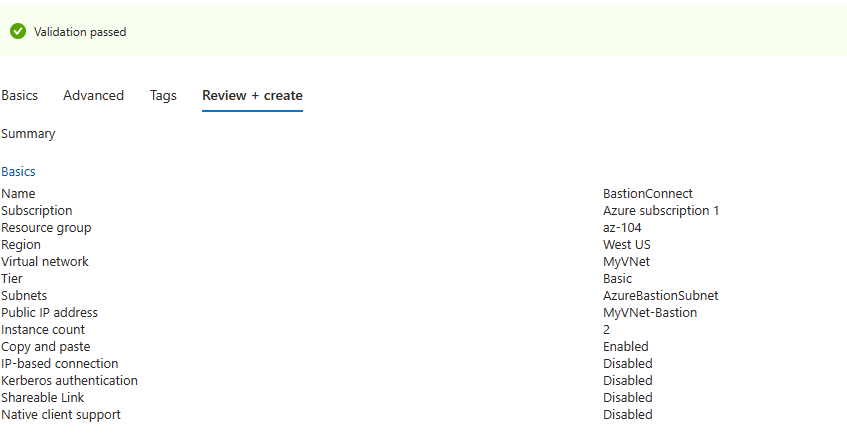 Validation passed
Basics Advanced Tags Review + create
Summary
Basics
Name BastionConnect
Subscription Azure subscription 1
Resource group az-104
Region West US
Virtual network MyVNet
Tier Basic
Subnets AzureBastionSubnet
Public IP address MyVNet-Bastion
Instance count 2
Copy and paste Enabled
IP-based connection Disabled
Kerberos authentication Disabled
Shareable Link Disabled
Native client support Disabled